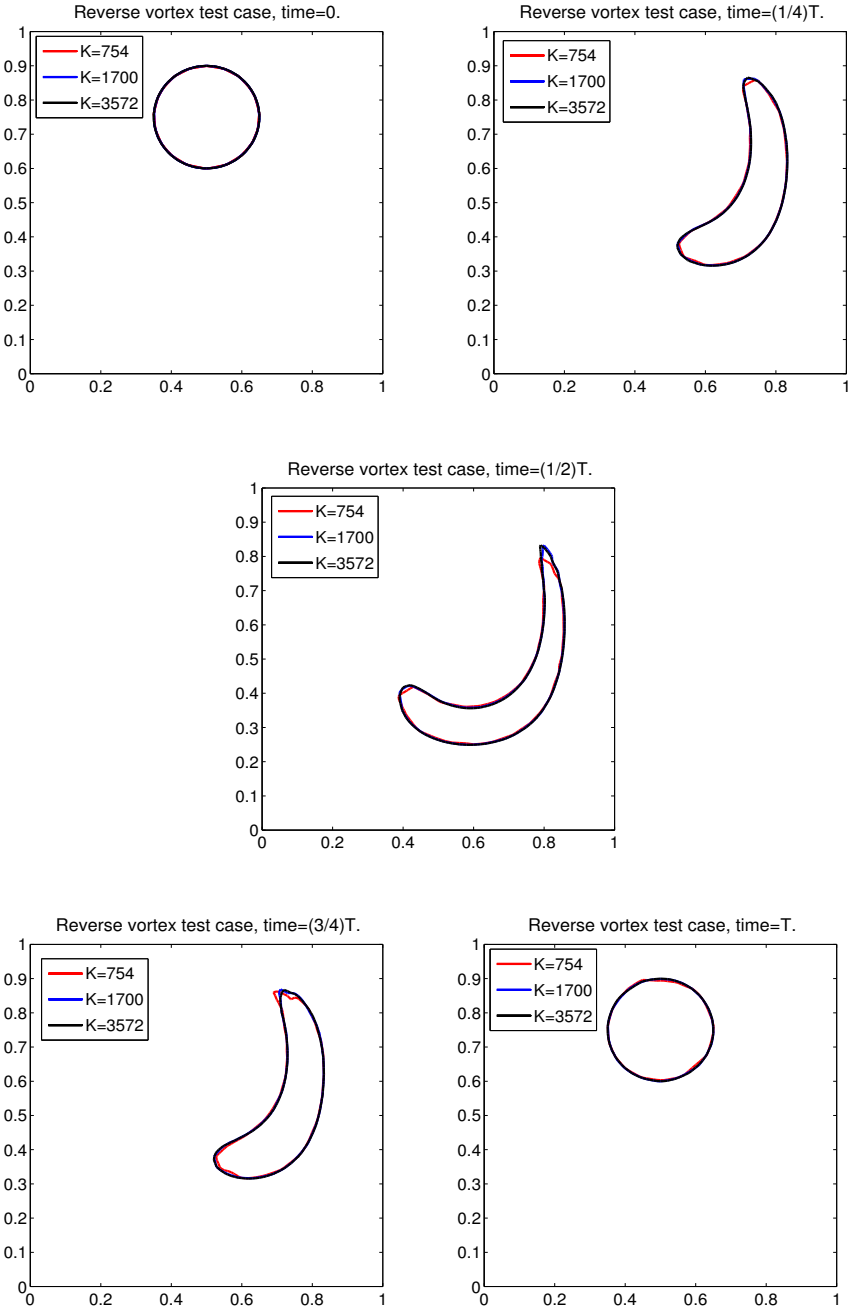 Reverse vortex test case, time=0.
K=754
K=1700
K=3572
1
0.9
0.8
0.7
0.6
0.5
0.4
0.3
0.2
0.1
0
0 0.2 0.4 0.6 0.8 1
Reverse vortex test case, time=(1/4)T.
K=754
K=1700
K=3572
1
0.9
0.8
0.7
0.6
0.5
0.4
0.3
0.2
0.1
0
0 0.2 0.4 0.6 0.8 1
Reverse vortex test case, time=(1/2)T.
K=754
K=1700
K=3572
1
0.9
0.8
0.7
0.6
0.5
0.4
0.3
0.2
0.1
0
0 0.2 0.4 0.6 0.8 1
Reverse vortex test case, time=(3/4)T.
K=754
K=1700
K=3572
1
0.9
0.8
0.7
0.6
0.5
0.4
0.3
0.2
0.1
0
0 0.2 0.4 0.6 0.8 1
Reverse vortex test case, time=T.
K=754
K=1700
K=3572
1
0.9
0.8
0.7
0.6
0.5
0.4
0.3
0.2
0.1
0
0 0.2 0.4 0.6 0.8 1